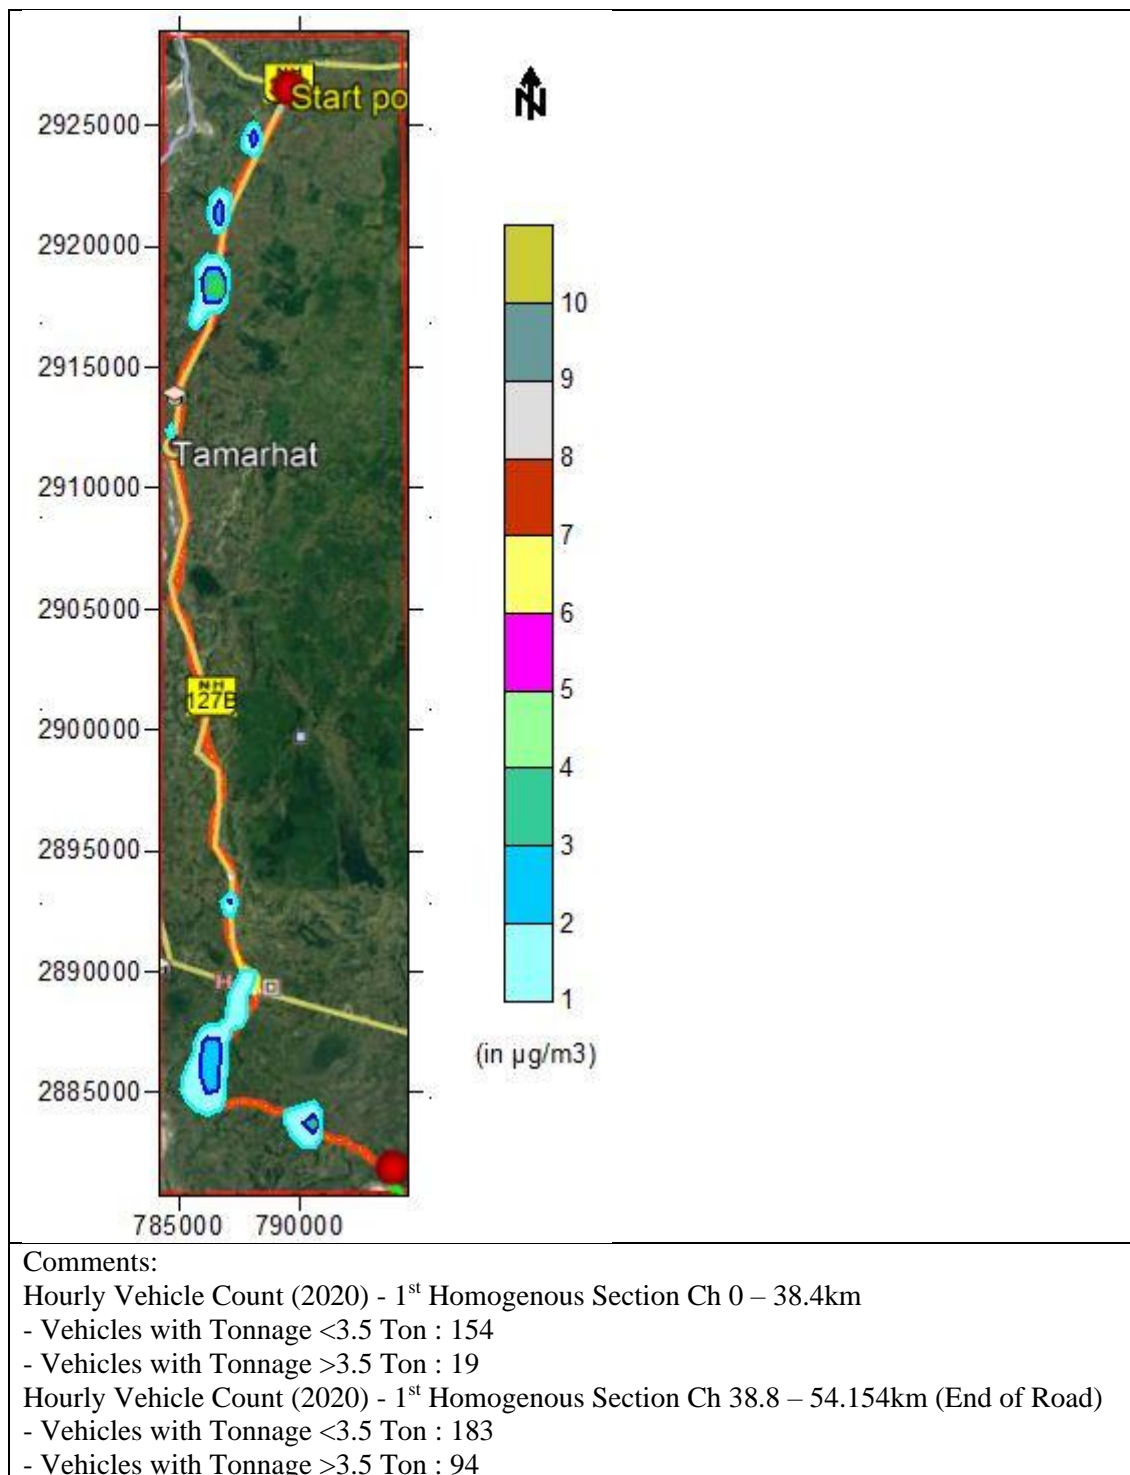 Start po
2925000
2920000
2915000
Tamarhat
2910000
2905000
NH
127B
2900000
2895000
2890000
H
2885000
785000 790000
N
10
9
8
7
6
5
4
3
2
1
(in µg/m3)
Comments:
Hourly Vehicle Count (2020) - 1st Homogenous Section Ch 0 – 38.4km
- Vehicles with Tonnage <3.5 Ton : 154
- Vehicles with Tonnage >3.5 Ton : 19
Hourly Vehicle Count (2020) - 1st Homogenous Section Ch 38.8 – 54.154km (End of Road)
- Vehicles with Tonnage <3.5 Ton : 183
- Vehicles with Tonnage >3.5 Ton : 94